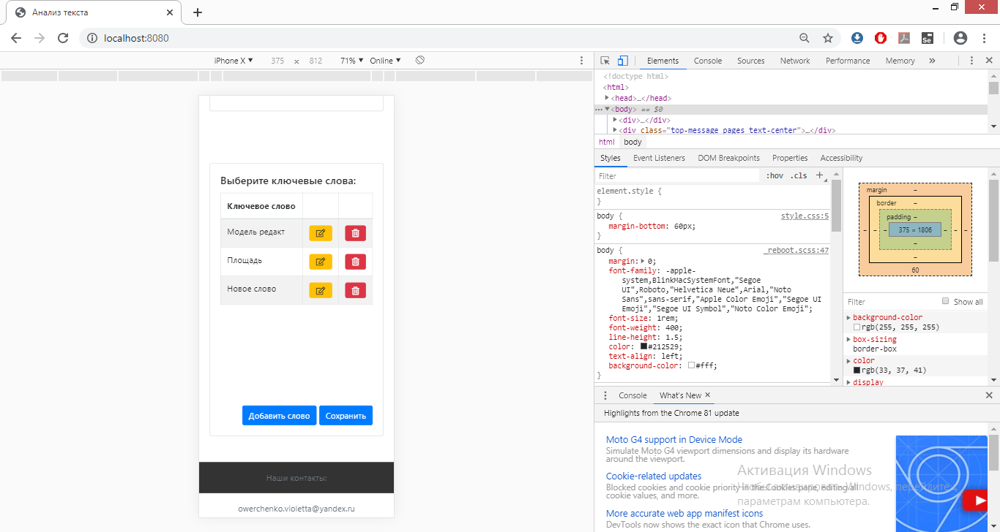 Анализ текста
localhost:8080
iPhone X ▼ 375 × 812 71% ▼ Online ▼
Выберите ключевые слова:
Ключевое слово
Модель редакт
Площадь
Новое слово
Добавить слово Сохранить
Наши контакты:
owerchenko.violetta@yandex.ru
Elements Console Sources Network Performance Memory »
<!doctype html>
<html>
▶<head>…</head>
…▼<body> == $0
▶<div>…</div>
▶<div class="top-message pages text-center">…</div>
html body
Styles Event Listeners DOM Breakpoints Properties Accessibility
Filter :hov .cls +
element.style {
}
body { style.css:5
margin-bottom: 60px;
}
body { _reboot.scss:47
margin:▶ 0;
font-family: -apple-
system,BlinkMacSystemFont,"Segoe
UI",Roboto,"Helvetica Neue",Arial,"Noto
Sans",sans-serif,"Apple Color Emoji","Segoe UI
Emoji","Segoe UI Symbol","Noto Color Emoji";
font-size: 1rem;
font-weight: 400;
line-height: 1.5;
color: #212529;
text-align: left;
background-color: #fff;
}
margin –
border –
padding –
– – – 375 × 1806 – – –
–
–
60
Filter Show all
▶ background-color
rgb(255, 255, 255)
▶ box-sizing
border-box
▶ color
rgb(33, 37, 41)
▶ display
Console What's New ×
Highlights from the Chrome 81 update
Moto G4 support in Device Mode
Simulate Moto G4 viewport dimensions and display its hardware
around the viewport.
Cookie-related updates
Blocked cookies and cookie priority in the Cookies pane, editing all
cookie values, and more.
More accurate web app manifest icons
DevTools now shows the exact icon that Chrome uses.
Активация Windows
Чтобы активировать Windows, перейдите к
параметрам компьютера.
Se